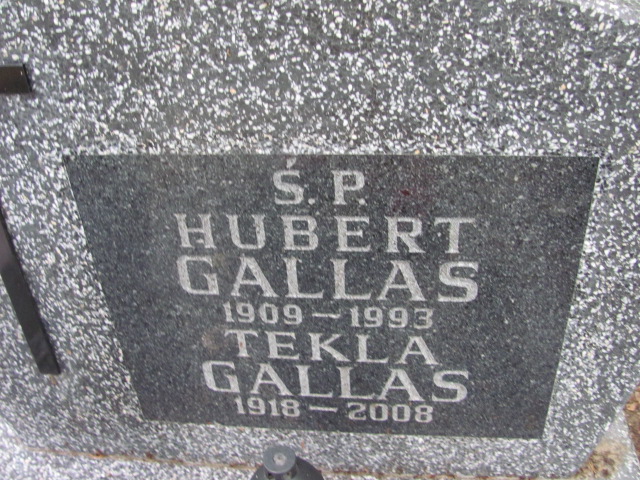 Ś.P.
HUBERT
GALLAS
1909 – 1993
TEKLA
GALLAS
1918 – 2008